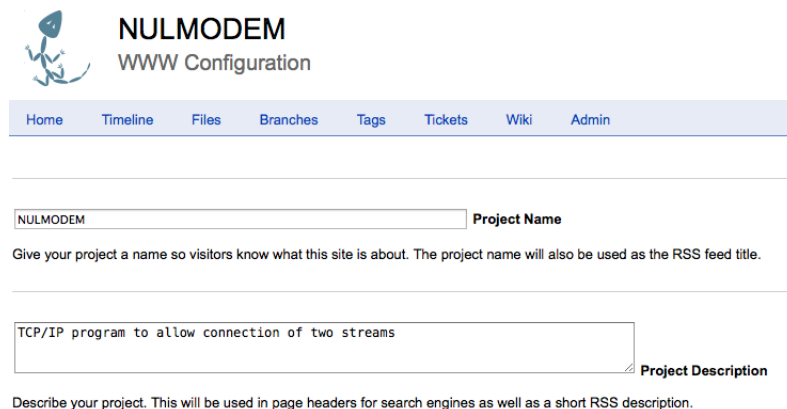 NULMODEM
WWW Configuration
Home Timeline Files Branches Tags Tickets Wiki Admin
NULMODEM Project Name
Give your project a name so visitors know what this site is about. The project name will also be used as the RSS feed title.
TCP/IP program to allow connection of two streams
Project Description
Describe your project. This will be used in page headers for search engines as well as a short RSS description.